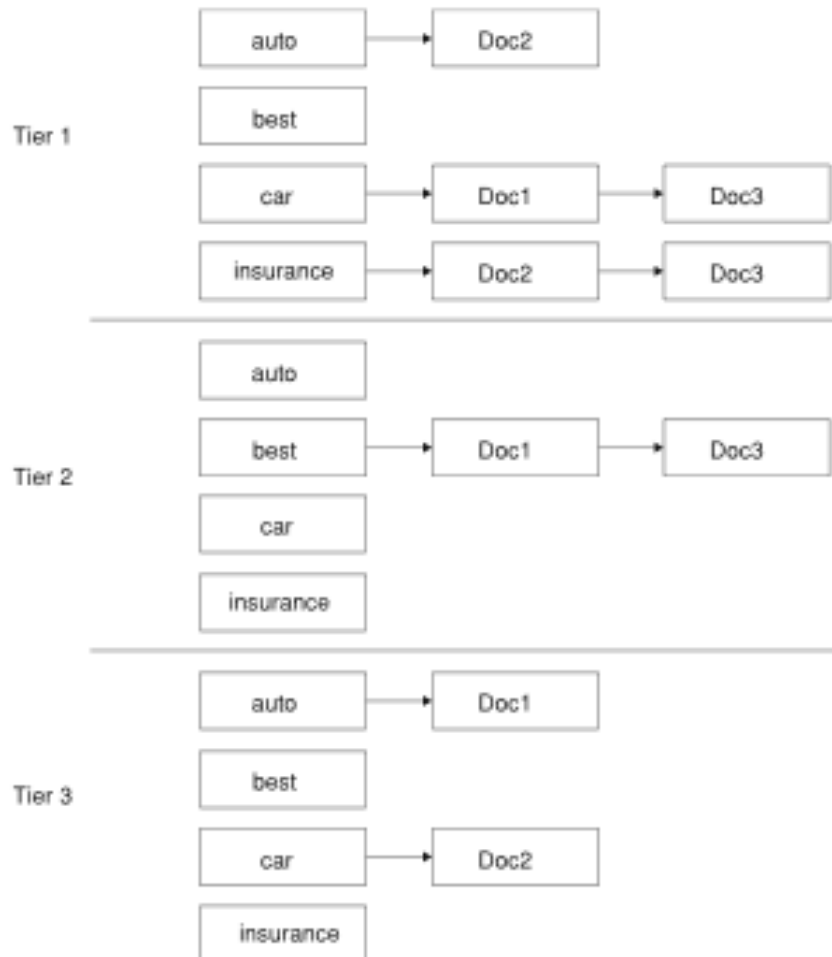 auto Doc2
best
Tier 1
car Doc1 Doc3
insurance Doc2 Doc3
auto
best Doc1 Doc3
Tier 2
car
insurance
auto Doc1
best
Tier 3
car Doc2
insurance